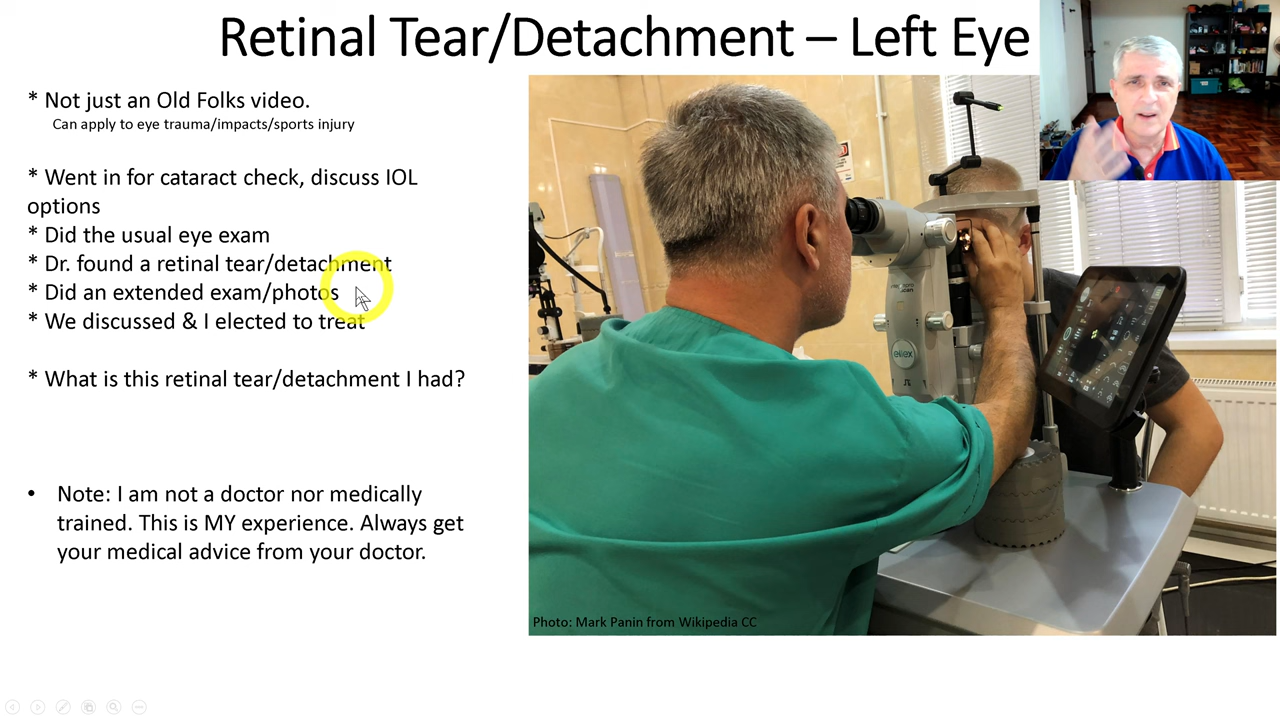 Retinal Tear/Detachment – Left Eye
* Not just an Old Folks video.
Can apply to eye trauma/impacts/sports injury
* Went in for cataract check, discuss IOL
options
* Did the usual eye exam
* Dr. found a retinal tear/detachment
* Did an extended exam/photos
* We discussed & I elected to treat
* What is this retinal tear/detachment I had?
• Note: I am not a doctor nor medically
trained. This is MY experience. Always get
your medical advice from your doctor.
ellex
Photo: Mark Panin from Wikipedia CC